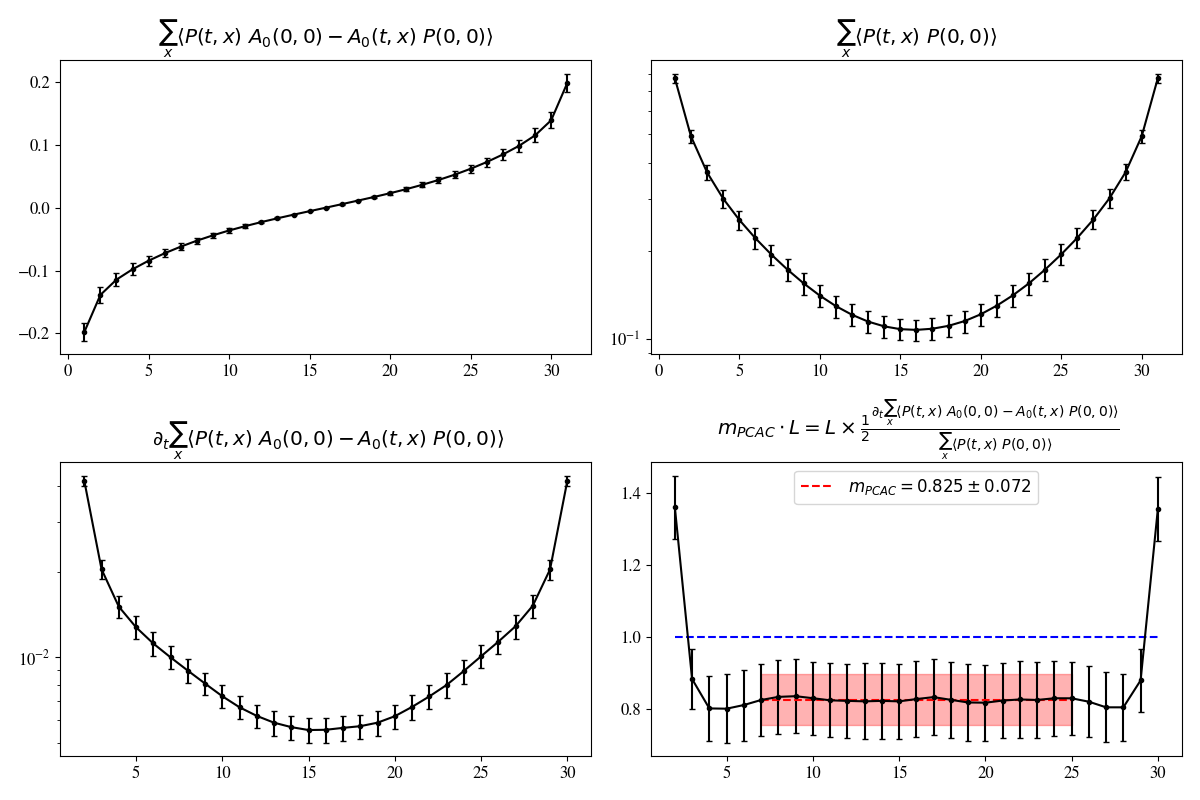 ∑ₓ⟨P(t, x) A₀(0, 0) − A₀(t, x) P(0, 0)⟩
0.2
0.1
0.0
−0.1
−0.2
0 5 10 15 20 25 30
∑ₓ⟨P(t, x) P(0, 0)⟩
10⁻¹
0 5 10 15 20 25 30
∂ₜ∑ₓ⟨P(t, x) A₀(0, 0) − A₀(t, x) P(0, 0)⟩
10⁻²
5 10 15 20 25 30
m_PCAC · L = L × ½ ∂ₜ∑ₓ⟨P(t, x) A₀(0, 0) − A₀(t, x) P(0, 0)⟩ / ∑ₓ⟨P(t, x) P(0, 0)⟩
m_PCAC = 0.825 ± 0.072
1.4
1.2
1.0
0.8
5 10 15 20 25 30